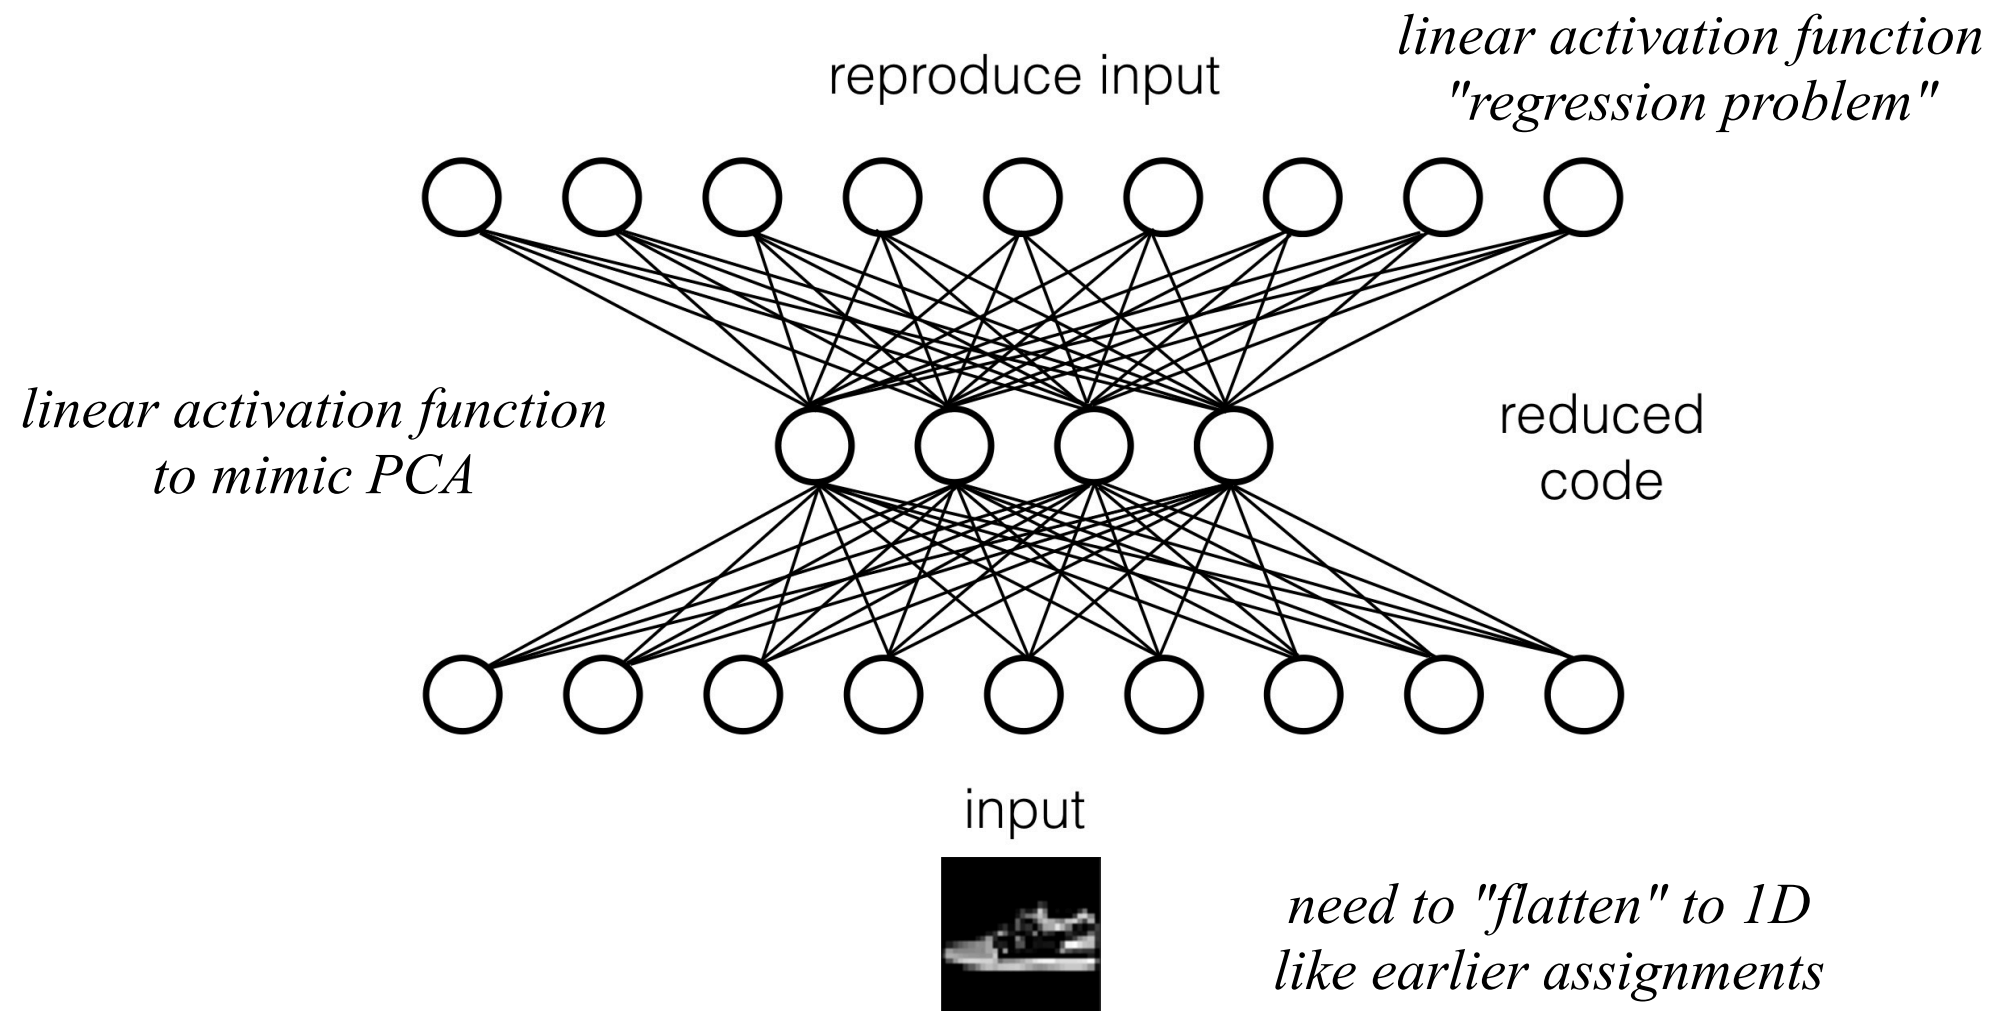 linear activation function
"regression problem"
reproduce input
linear activation function
to mimic PCA
reduced
code
input
need to "flatten" to 1D
like earlier assignments